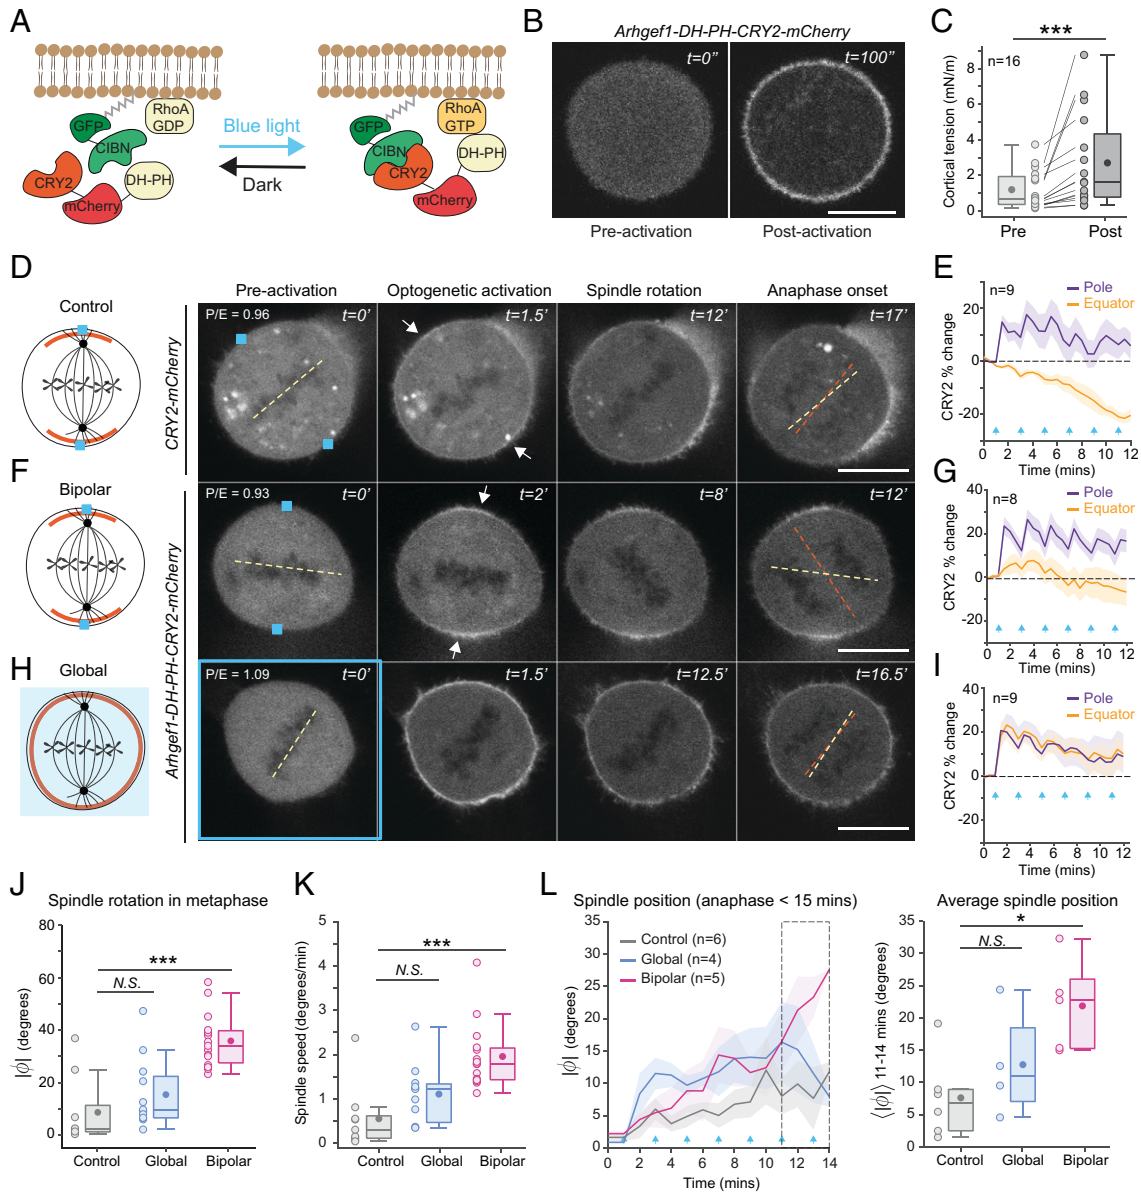 A
GFP
CIBN
CRY2
mCherry
DH-PH
RhoA
GDP
Blue light
Dark
GFP
CIBN
CRY2
mCherry
DH-PH
RhoA
GTP
B
Arhgef1-DH-PH-CRY2-mCherry
t=0’’
t=100’’
Pre-activation
Post-activation
C
***
n=16
Cortical tension (mN/m)
8
6
4
2
0
Pre
Post
D
Control
CRY2-mCherry
Pre-activation
Optogenetic activation
Spindle rotation
Anaphase onset
P/E = 0.96
t=0’
t=1.5’
t=12’
t=17’
E
n=9
Pole
Equator
CRY2 % change
20
0
-20
0 2 4 6 8 10 12
Time (mins)
F
Bipolar
Arhgef1-DH-PH-CRY2-mCherry
P/E = 0.93
t=0’
t=2’
t=8’
t=12’
G
n=8
Pole
Equator
CRY2 % change
40
20
0
-20
0 2 4 6 8 10 12
Time (mins)
H
Global
P/E = 1.09
t=0’
t=1.5’
t=12.5’
t=16.5’
I
n=9
Pole
Equator
CRY2 % change
40
20
0
-20
0 2 4 6 8 10 12
Time (mins)
J
Spindle rotation in metaphase
***
N.S.
|ϕ| (degrees)
80
60
40
20
0
Control
Global
Bipolar
K
***
N.S.
Spindle speed (degrees/min)
5
4
3
2
1
0
Control
Global
Bipolar
L
Spindle position (anaphase < 15 mins)
Control (n=6)
Global (n=4)
Bipolar (n=5)
|ϕ| (degrees)
35
30
25
20
15
10
5
0
0 2 4 6 8 10 12 14
Time (mins)
Average spindle position
*
N.S.
⟨|ϕ|⟩ 11-14 mins (degrees)
35
30
25
20
15
10
5
0
Control
Global
Bipolar